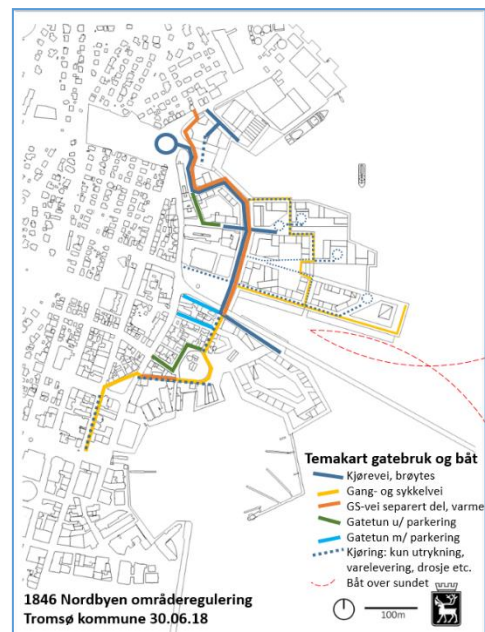 Temakart gatebruk og båt
Kjørevei, brøytes
Gang- og sykkelvei
GS-vei separert del, varme
Gatetun u/ parkering
Gatetun m/ parkering
Kjøring: kun utrykning,
varelevering, drosje etc.
Båt over sundet
1846 Nordbyen områderegulering
Tromsø kommune 30.06.18
100m